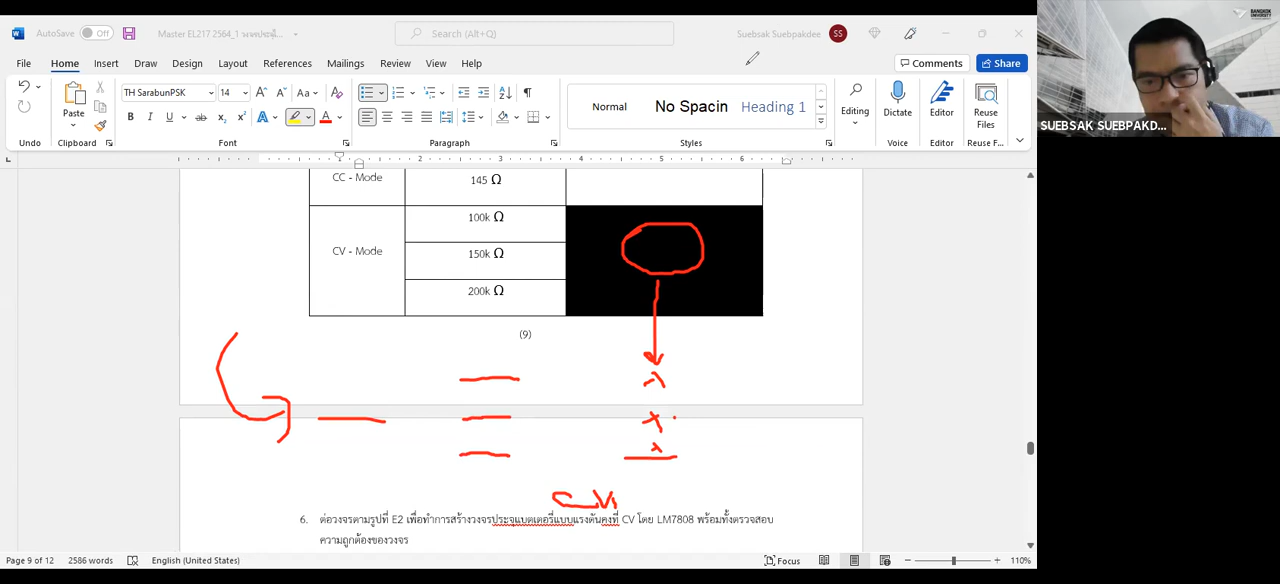 AutoSave Off Master EL217 2564_1 Search (Alt+Q) Suebsak Suebpakdee SS
BANGKOK UNIVERSITY
File Home Insert Draw Design Layout References Mailings Review View Help Comments Share
TH SarabunPSK 14 Normal No Spacin Heading 1
Paste Editing Dictate Editor Reuse Files
Undo Clipboard Font Paragraph Styles Voice Editor Reuse F...
SUEBSAK SUEBPAKD...
1 2 3 4 5 6
CC - Mode 145 Ω
CV - Mode 100k Ω
150k Ω
200k Ω
(9)
x
x
x
CV
6. ต่อวงจรตามรูปที่ E2 เพื่อทำการสร้างวงจรประจุแบตเตอรี่แบบแรงดันคงที่ CV โดย LM7808 พร้อมทั้งตรวจสอบ
ความถูกต้องของวงจร
Page 9 of 12 2586 words English (United States) Focus 110%